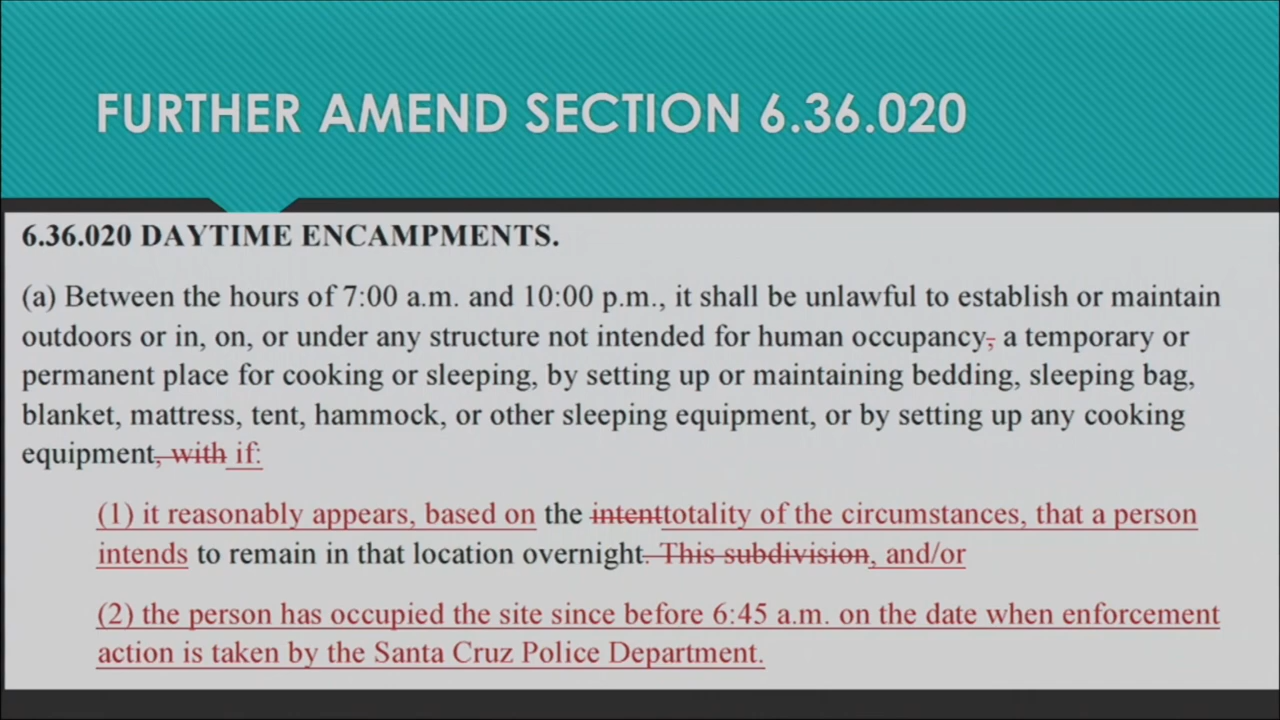 FURTHER AMEND SECTION 6.36.020
6.36.020 DAYTIME ENCAMPMENTS.
(a) Between the hours of 7:00 a.m. and 10:00 p.m., it shall be unlawful to establish or maintain
outdoors or in, on, or under any structure not intended for human occupancy, a temporary or
permanent place for cooking or sleeping, by setting up or maintaining bedding, sleeping bag,
blanket, mattress, tent, hammock, or other sleeping equipment, or by setting up any cooking
equipment, with if:
(1) it reasonably appears, based on the intenttotality of the circumstances, that a person
intends to remain in that location overnight. This subdivision, and/or
(2) the person has occupied the site since before 6:45 a.m. on the date when enforcement
action is taken by the Santa Cruz Police Department.